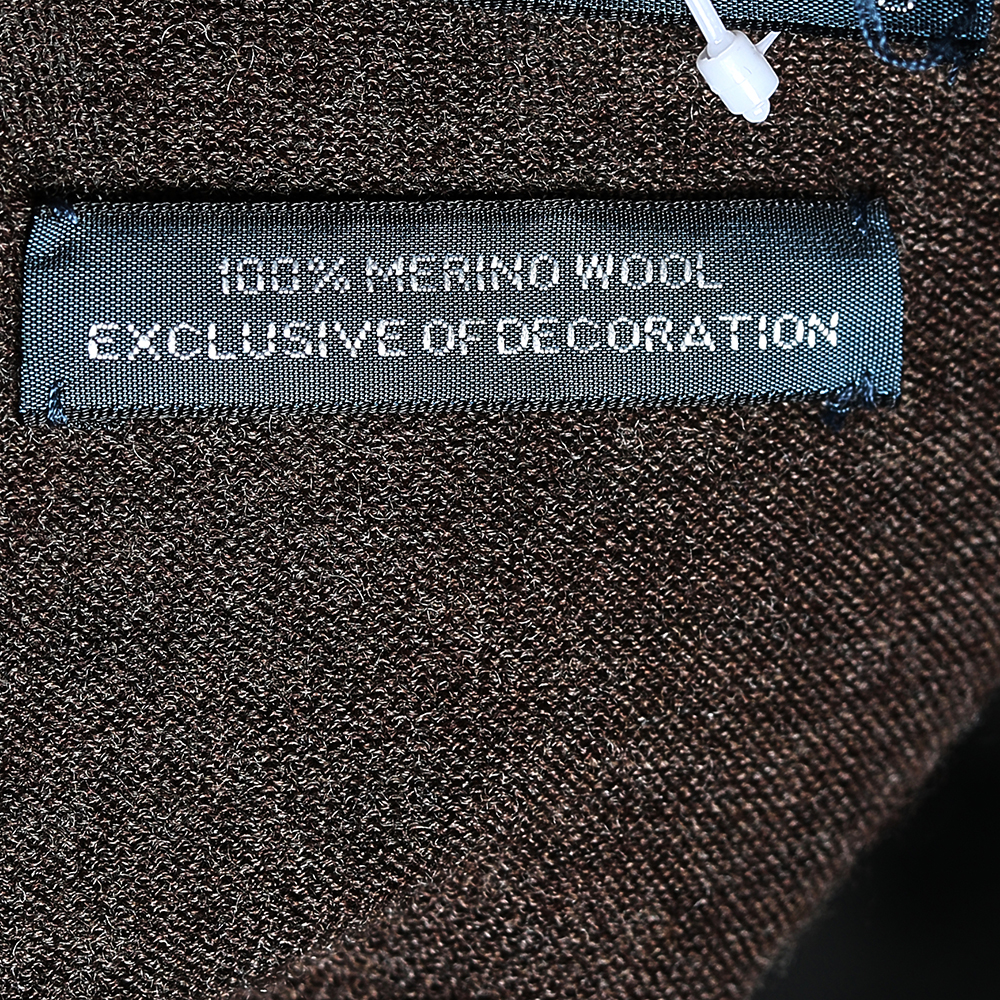 100% MERINO WOOL
EXCLUSIVE OF DECORATION